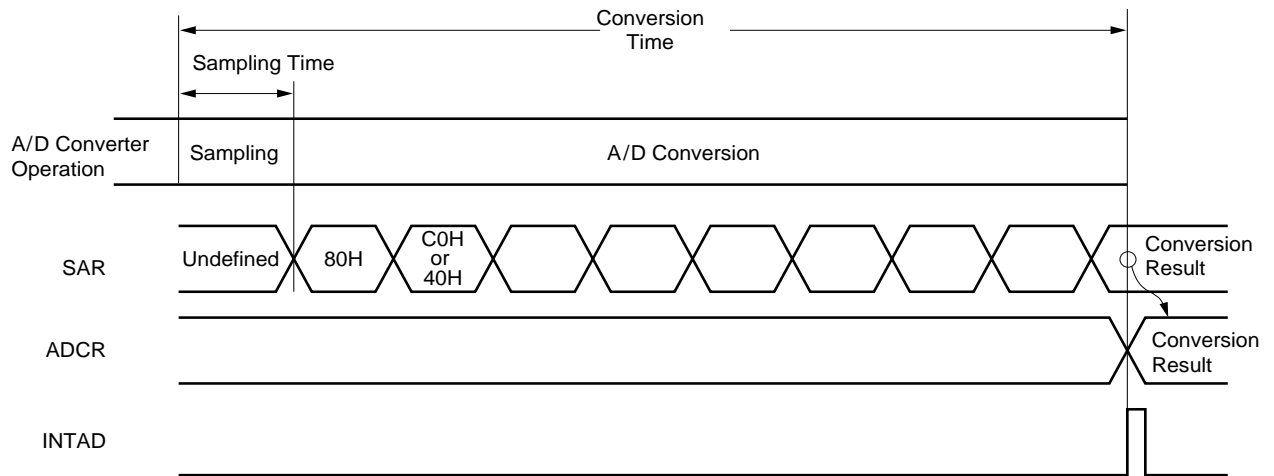 Conversion
Time
Sampling Time
A/D Converter
Operation
Sampling
A/D Conversion
SAR
Undefined
80H
C0H
or
40H
Conversion
Result
ADCR
Conversion
Result
INTAD